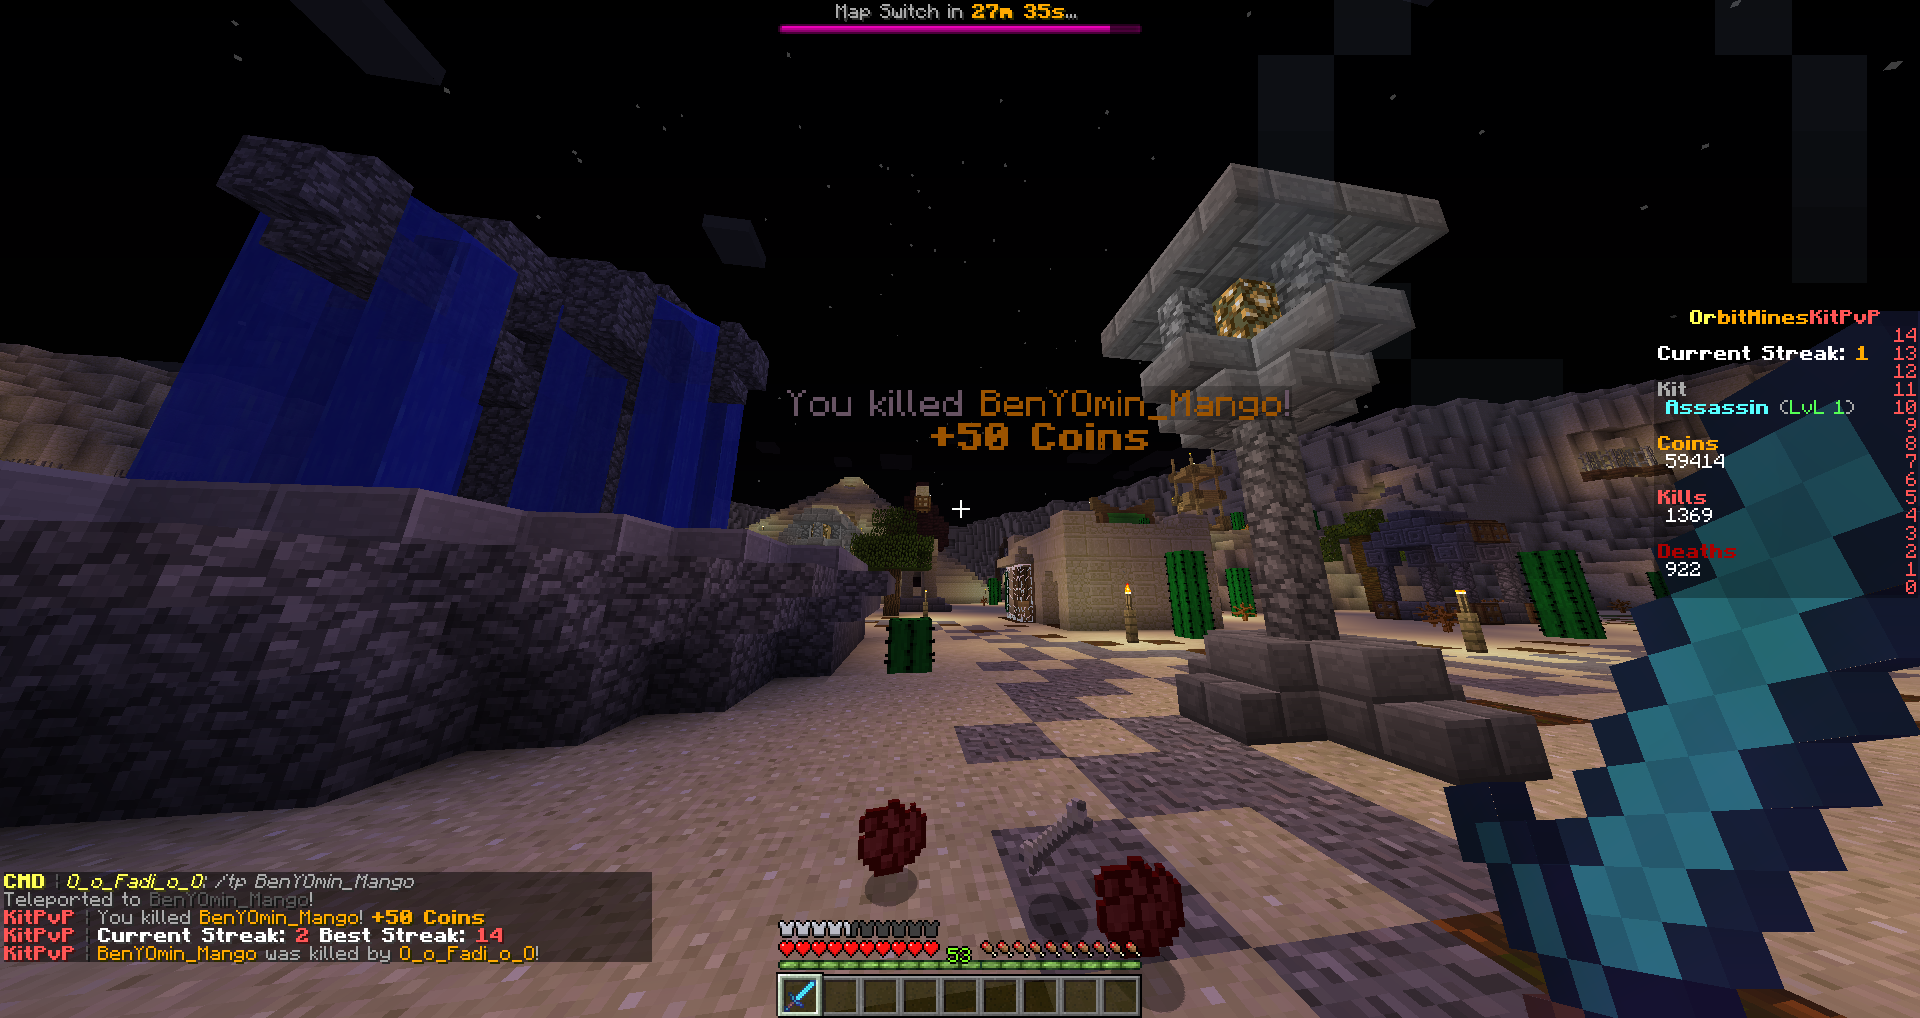 Map Switch in 27m 35s...
You killed BenYOmin_Mango!
+50 Coins
OrbitMinesKitPvP
14
Current Streak: 1 13
12
Kit 11
Assassin (LvL 1) 10
9
Coins 8
59414 7
6
Kills 5
1369 4
3
Deaths 2
922 1
0
CMD | O_o_Fadi_o_O: /tp BenYOmin_Mango
Teleported to BenYOmin_Mango!
KitPvP | You killed BenYOmin_Mango! +50 Coins
KitPvP | Current Streak: 2 Best Streak: 14
KitPvP | BenYOmin_Mango was killed by O_o_Fadi_o_O!
53